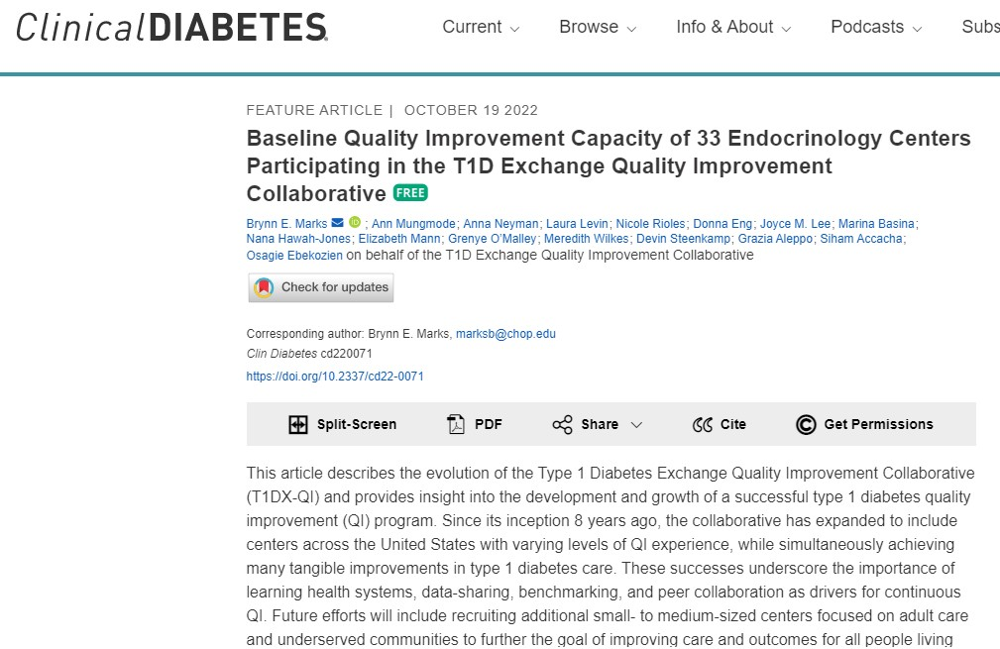 ClinicalDIABETES®
Current Browse Info & About Podcasts Subs
FEATURE ARTICLE | OCTOBER 19 2022
Baseline Quality Improvement Capacity of 33 Endocrinology Centers
Participating in the T1D Exchange Quality Improvement
Collaborative FREE
Brynn E. Marks iD ; Ann Mungmode; Anna Neyman; Laura Levin; Nicole Rioles; Donna Eng; Joyce M. Lee; Marina Basina;
Nana Hawah-Jones; Elizabeth Mann; Grenye O'Malley; Meredith Wilkes; Devin Steenkamp; Grazia Aleppo; Siham Accacha;
Osagie Ebekozien on behalf of the T1D Exchange Quality Improvement Collaborative
Check for updates
Corresponding author: Brynn E. Marks, marksb@chop.edu
Clin Diabetes cd220071
https://doi.org/10.2337/cd22-0071
Split-Screen PDF Share Cite Get Permissions
This article describes the evolution of the Type 1 Diabetes Exchange Quality Improvement Collaborative
(T1DX-QI) and provides insight into the development and growth of a successful type 1 diabetes quality
improvement (QI) program. Since its inception 8 years ago, the collaborative has expanded to include
centers across the United States with varying levels of QI experience, while simultaneously achieving
many tangible improvements in type 1 diabetes care. These successes underscore the importance of
learning health systems, data-sharing, benchmarking, and peer collaboration as drivers for continuous
QI. Future efforts will include recruiting additional small- to medium-sized centers focused on adult care
and underserved communities to further the goal of improving care and outcomes for all people living